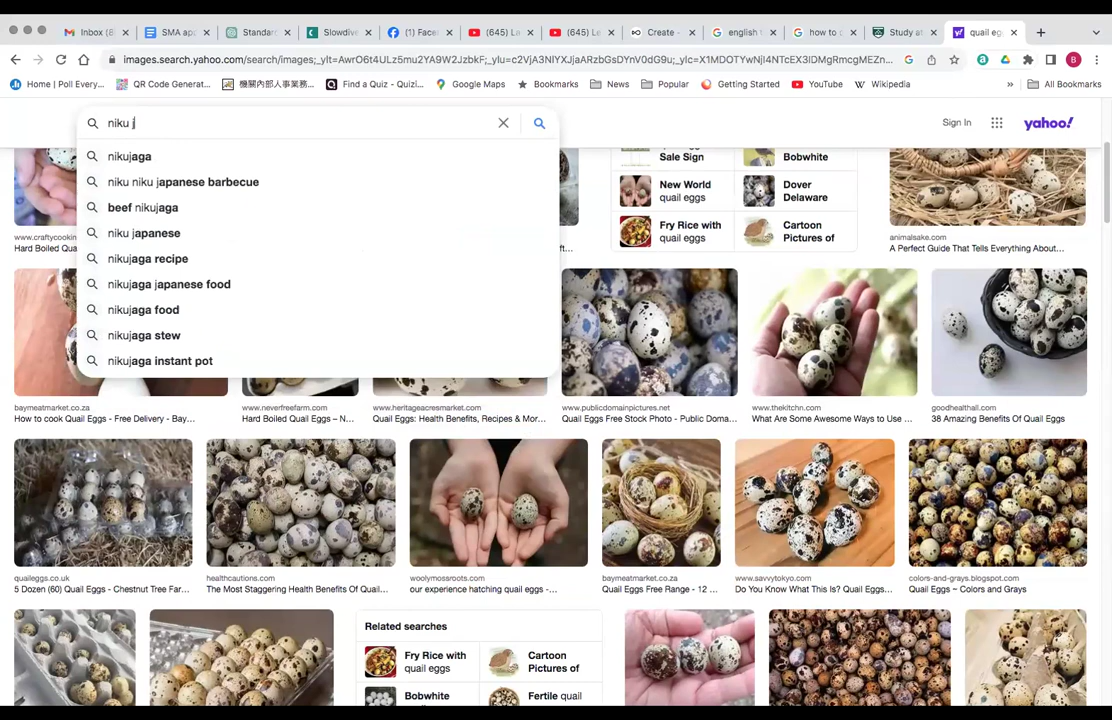 Inbox (8
SMA ap
Standar
Slowdive
(1) Face
(645) Le
(645) Le
Create -
english t
how to p
Study at
quail eg
images.search.yahoo.com/search/images;_ylt=AwrO6t4ULz5mu2YA9W2JzbkF;_ylu=c2VjA3NlYXJjaARzbGsDYnV0dG9u;_ylc=X1MDOTYwNjI4NTcEX3IDMgRmcgMEZn...
Home | Poll Every...
QR Code Generat...
機關內部人事業務...
Find a Quiz - Quizi...
Google Maps
Bookmarks
News
Popular
Getting Started
YouTube
Wikipedia
»
All Bookmarks
niku j
Sign In
yahoo!
nikujaga
niku niku japanese barbecue
beef nikujaga
niku japanese
nikujaga recipe
nikujaga japanese food
nikujaga food
nikujaga stew
nikujaga instant pot
Sale Sign
Bobwhite
New World
quail eggs
Dover
Delaware
Fry Rice with
quail eggs
Cartoon
Pictures of
www.craftycookin
Hard Boiled Qua
ft...
animalsake.com
A Perfect Guide That Tells Everything About...
baymeatmarket.co.za
How to cook Quail Eggs - Free Delivery - Bay...
www.neverfreefarm.com
Hard Boiled Quail Eggs – N...
www.heritageacresmarket.com
Quail Eggs: Health Benefits, Recipes & Mor...
www.publicdomainpictures.net
Quail Eggs Free Stock Photo - Public Doma...
www.thekitchn.com
What Are Some Awesome Ways to Use ...
goodhealthall.com
38 Amazing Benefits Of Quail Eggs
quaileggs.co.uk
5 Dozen (60) Quail Eggs - Chestnut Tree Far...
healthcautions.com
The Most Staggering Health Benefits Of Quail...
woolymossroots.com
our experience hatching quail eggs -...
baymeatmarket.co.za
Quail Eggs Free Range - 12 ...
www.savvytokyo.com
Do You Know What This Is? Quail Eggs...
colors-and-grays.blogspot.com
Quail Eggs ~ Colors and Grays
Related searches
Fry Rice with
quail eggs
Cartoon
Pictures of
Bobwhite
Fertile quail
eggs